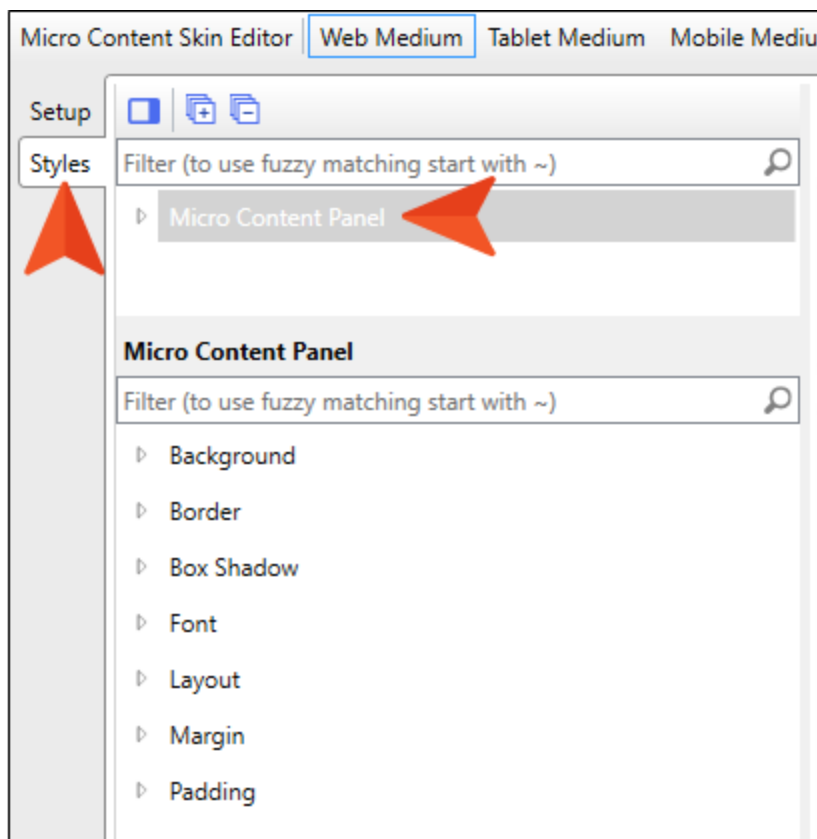 Micro Content Skin Editor Web Medium Tablet Medium Mobile Mediu
Setup
Styles
Filter (to use fuzzy matching start with ~)
Micro Content Panel
Micro Content Panel
Filter (to use fuzzy matching start with ~)
Background
Border
Box Shadow
Font
Layout
Margin
Padding